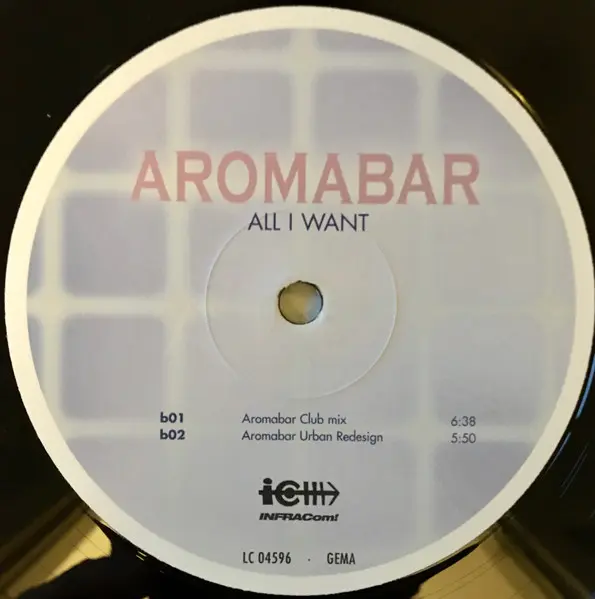 AROMABAR
ALL I WANT
b01 Aromabar Club mix 6:38
b02 Aromabar Urban Redesign 5:50
ic
INFRACom!
LC 04596 · GEMA